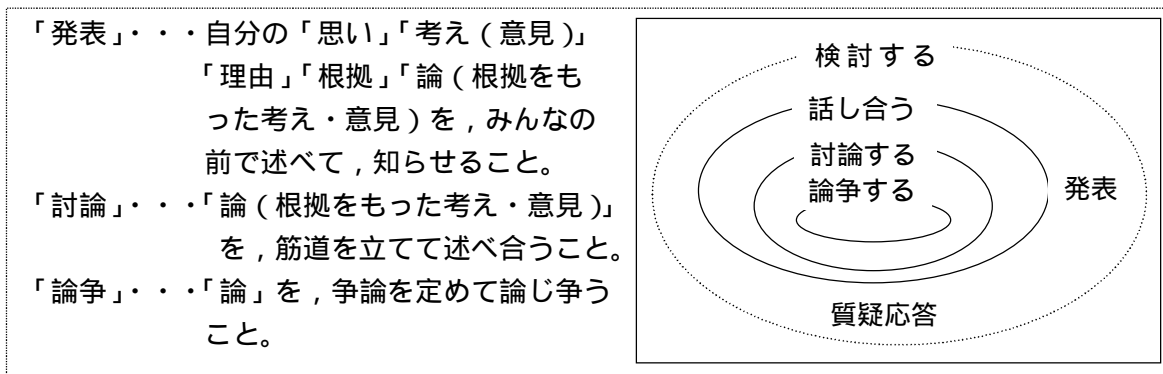 「発表」・・・自分の「思い」「考え(意見)」
「理由」「根拠」「論(根拠をも
った考え・意見)を,みんなの
前で述べて,知らせること。
「討論」・・・「論(根拠をもった考え・意見)」
を,筋道を立てて述べ合うこと。
「論争」・・・「論」を,争論を定めて論じ争う
こと。
検討する
話し合う
討論する
論争する
発表
質疑応答